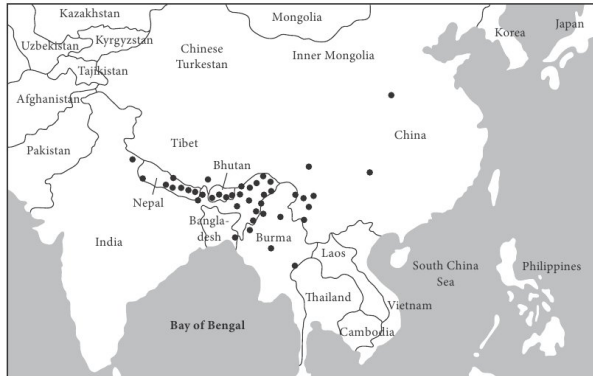 Kazakhstan
Mongolia
Japan
Korea
Uzbekistan
Kyrgyzstan
Chinese
Turkestan
Inner Mongolia
Tajikistan
Afghanistan
China
Pakistan
Tibet
Bhutan
Nepal
India
Bangla-
desh
Burma
Laos
South China
Sea
Philippines
Thailand
Vietnam
Bay of Bengal
Cambodia